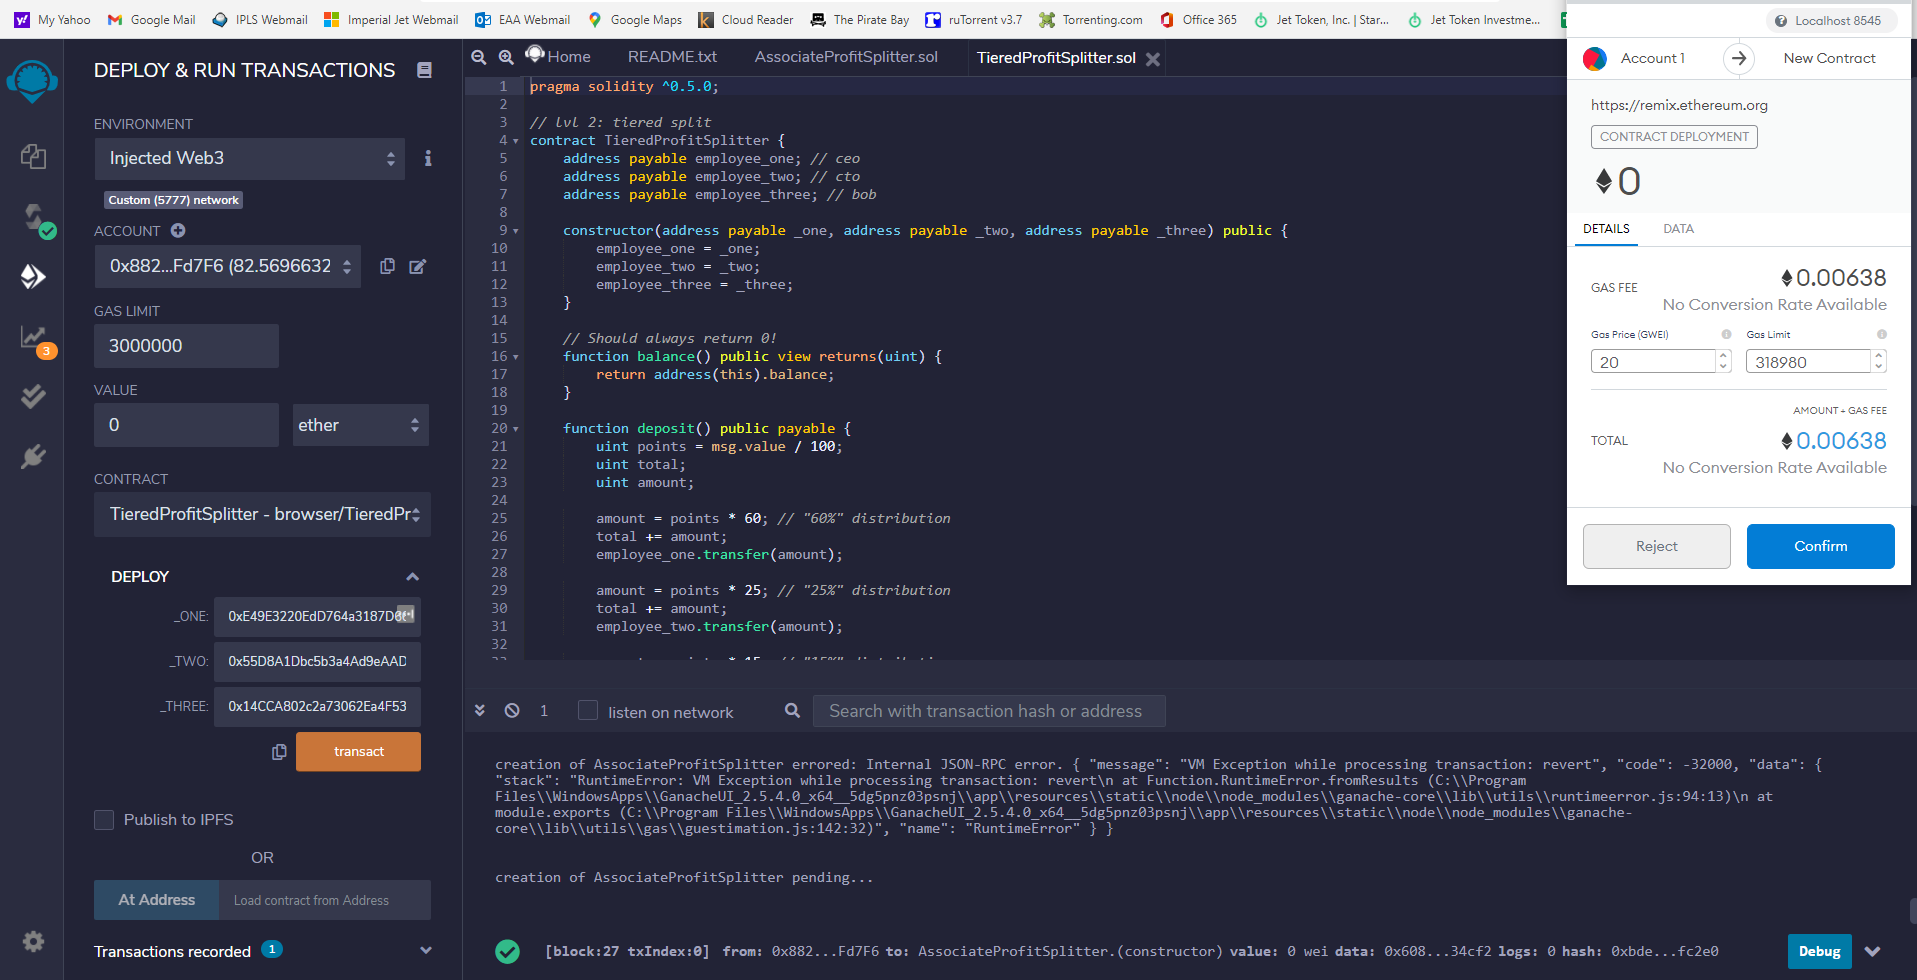 My Yahoo
Google Mail
IPLS Webmail
Imperial Jet Webmail
EAA Webmail
Google Maps
Cloud Reader
The Pirate Bay
ruTorrent v3.7
Torrenting.com
Office 365
Jet Token, Inc. | Star...
Jet Token Investme...
DEPLOY & RUN TRANSACTIONS
ENVIRONMENT
Injected Web3
Custom (5777) network
ACCOUNT
0x882...Fd7F6 (82.5696632
GAS LIMIT
3000000
VALUE
0
ether
CONTRACT
TieredProfitSplitter - browser/TieredPr
DEPLOY
_ONE: 0xE49E3220EdD764a3187D
_TWO: 0x55D8A1Dbc5b3a4Ad9eAAD
_THREE: 0x14CCA802c2a73062Ea4F53
transact
Publish to IPFS
OR
At Address
Load contract from Address
Transactions recorded 1
3
Home
README.txt
AssociateProfitSplitter.sol
TieredProfitSplitter.sol
1 pragma solidity ^0.5.0;
2
3 // lvl 2: tiered split
4 contract TieredProfitSplitter {
5 address payable employee_one; // ceo
6 address payable employee_two; // cto
7 address payable employee_three; // bob
8
9 constructor(address payable _one, address payable _two, address payable _three) public {
10 employee_one = _one;
11 employee_two = _two;
12 employee_three = _three;
13 }
14
15 // Should always return 0!
16 function balance() public view returns(uint) {
17 return address(this).balance;
18 }
19
20 function deposit() public payable {
21 uint points = msg.value / 100;
22 uint total;
23 uint amount;
24
25 amount = points * 60; // "60%" distribution
26 total += amount;
27 employee_one.transfer(amount);
28
29 amount = points * 25; // "25%" distribution
30 total += amount;
31 employee_two.transfer(amount);
32
1
listen on network
Search with transaction hash or address
creation of AssociateProfitSplitter errored: Internal JSON-RPC error. { "message": "VM Exception while processing transaction: revert", "code": -32000, "data": {
"stack": "RuntimeError: VM Exception while processing transaction: revert\n at Function.RuntimeError.fromResults (C:\\Program
Files\\WindowsApps\\GanacheUI_2.5.4.0_x64__5dg5pnz03psnj\\app\\resources\\static\\node\\node_modules\\ganache-core\\lib\\utils\\runtimeerror.js:94:13)\n at
module.exports (C:\\Program Files\\WindowsApps\\GanacheUI_2.5.4.0_x64__5dg5pnz03psnj\\app\\resources\\static\\node\\node_modules\\ganache-
core\\lib\\utils\\gas\\guestimation.js:142:32)", "name": "RuntimeError" } }
creation of AssociateProfitSplitter pending...
[block:27 txIndex:0] from: 0x882...Fd7F6 to: AssociateProfitSplitter.(constructor) value: 0 wei data: 0x608...34cf2 logs: 0 hash: 0xbde...fc2e0
Debug
Localhost 8545
Account 1
New Contract
https://remix.ethereum.org
CONTRACT DEPLOYMENT
0
DETAILS
DATA
GAS FEE
0.00638
No Conversion Rate Available
Gas Price (GWEI)
Gas Limit
20
318980
AMOUNT + GAS FEE
TOTAL
0.00638
No Conversion Rate Available
Reject
Confirm